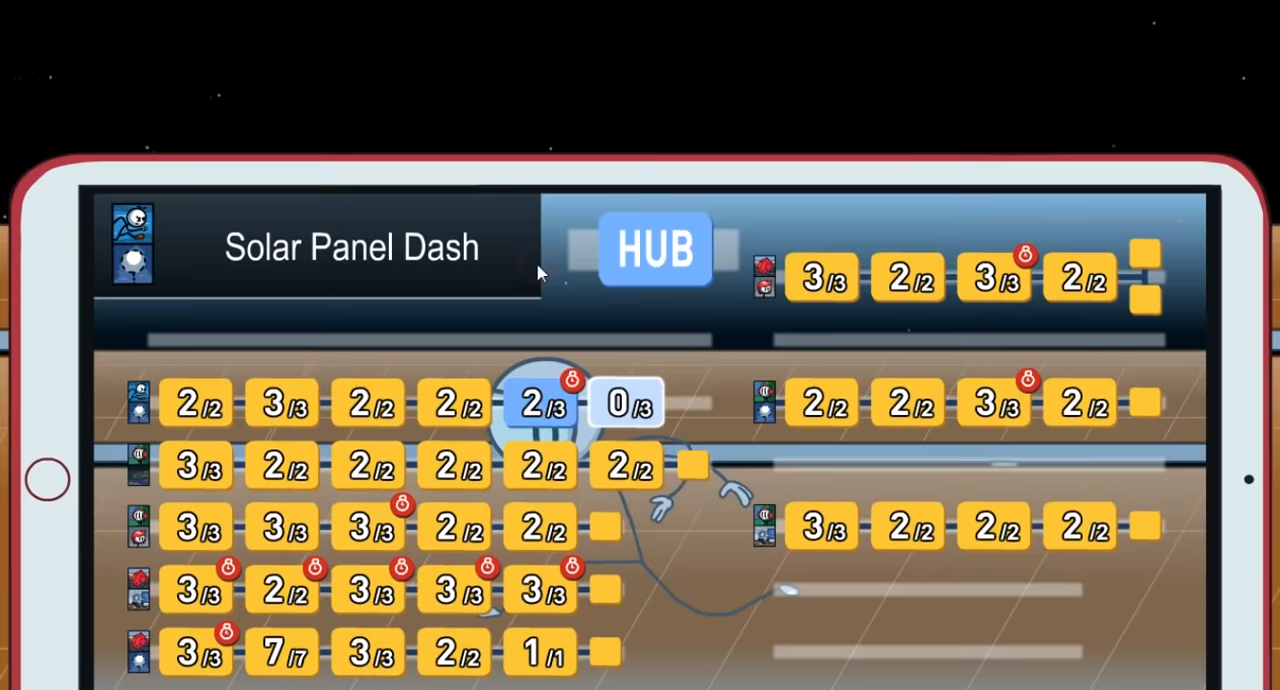 Solar Panel Dash
HUB
3/3 2/2 3/3 2/2
2/2 3/3 2/2 2/2 2/3 0/3
2/2 2/2 3/3 2/2
3/3 2/2 2/2 2/2 2/2 2/2
3/3 3/3 3/3 2/2 2/2
3/3 2/2 2/2 2/2
3/3 2/2 3/3 3/3 3/3
3/3 7/7 3/3 2/2 1/1